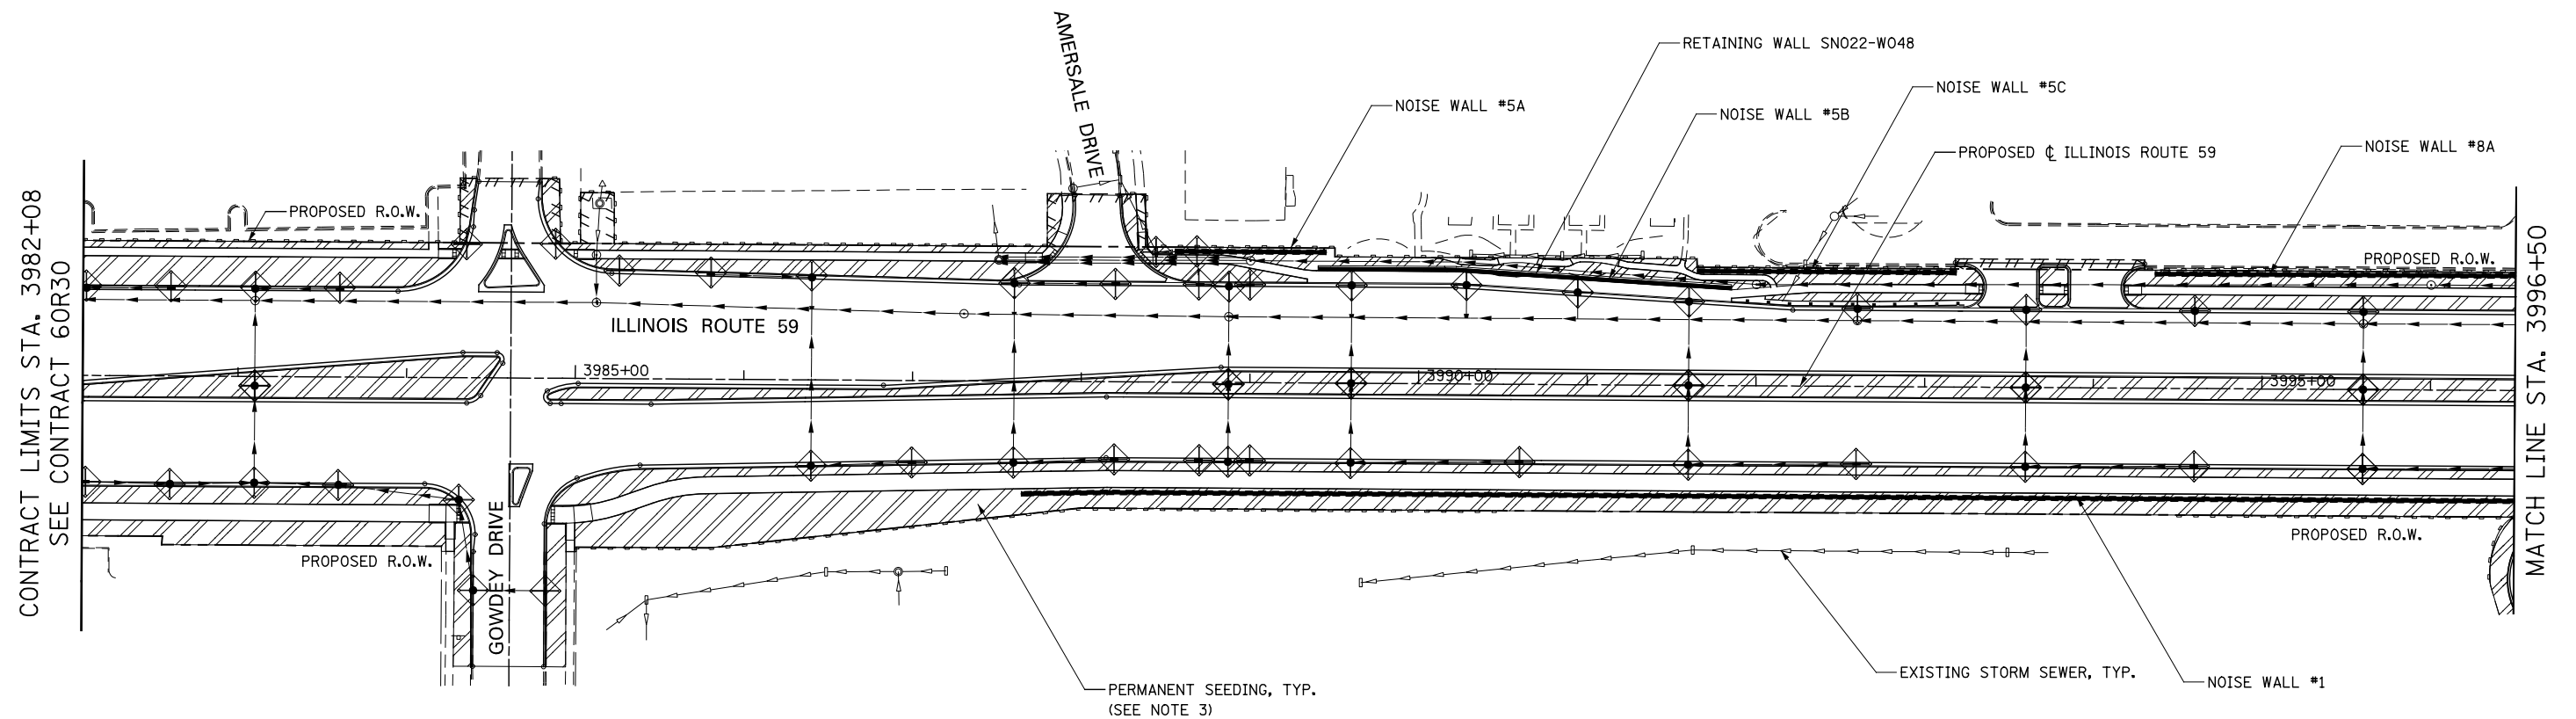 AMERSALE DRIVE
RETAINING WALL SN022-W048
NOISE WALL #5C
NOISE WALL #5A
NOISE WALL #5B
PROPOSED ℄ ILLINOIS ROUTE 59
NOISE WALL #8A
PROPOSED R.O.W.
PROPOSED R.O.W.
CONTRACT LIMITS STA. 3982+08
SEE CONTRACT 60R30
MATCH LINE STA. 3996+50
ILLINOIS ROUTE 59
3985+00
3990+00
3995+00
GOWDEY DRIVE
PROPOSED R.O.W.
PROPOSED R.O.W.
EXISTING STORM SEWER, TYP.
NOISE WALL #1
PERMANENT SEEDING, TYP.
(SEE NOTE 3)